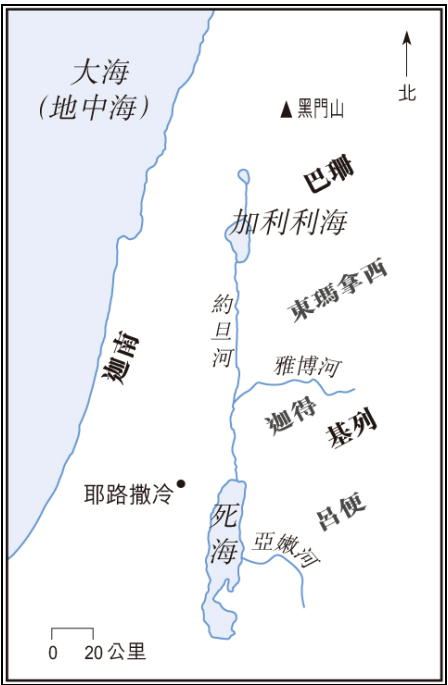 大海
(地中海)
北
黑門山
巴珊
加利利海
東瑪拿西
約旦河
雅博河
迦南
迦得
基列
耶路撒冷
死海
呂便
亞嫩河
0 20公里